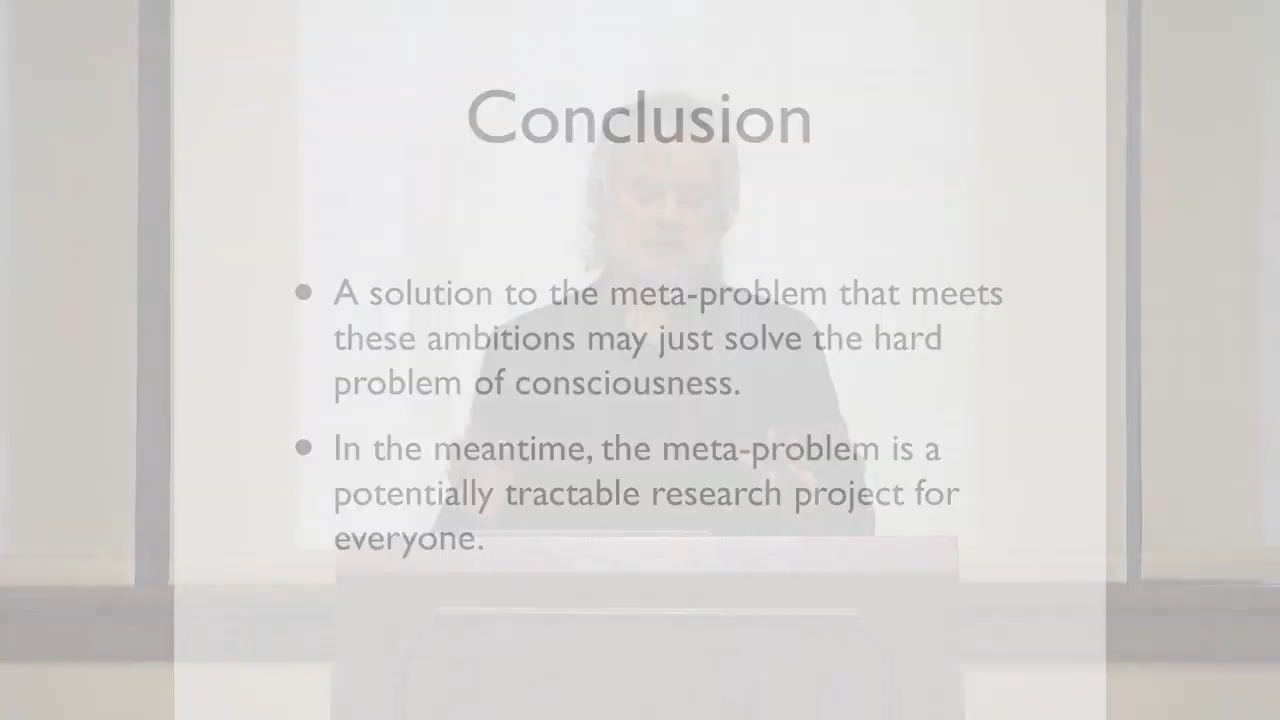 Conclusion
• A solution to the meta-problem that meets
these ambitions may just solve the hard
problem of consciousness.
• In the meantime, the meta-problem is a
potentially tractable research project for
everyone.